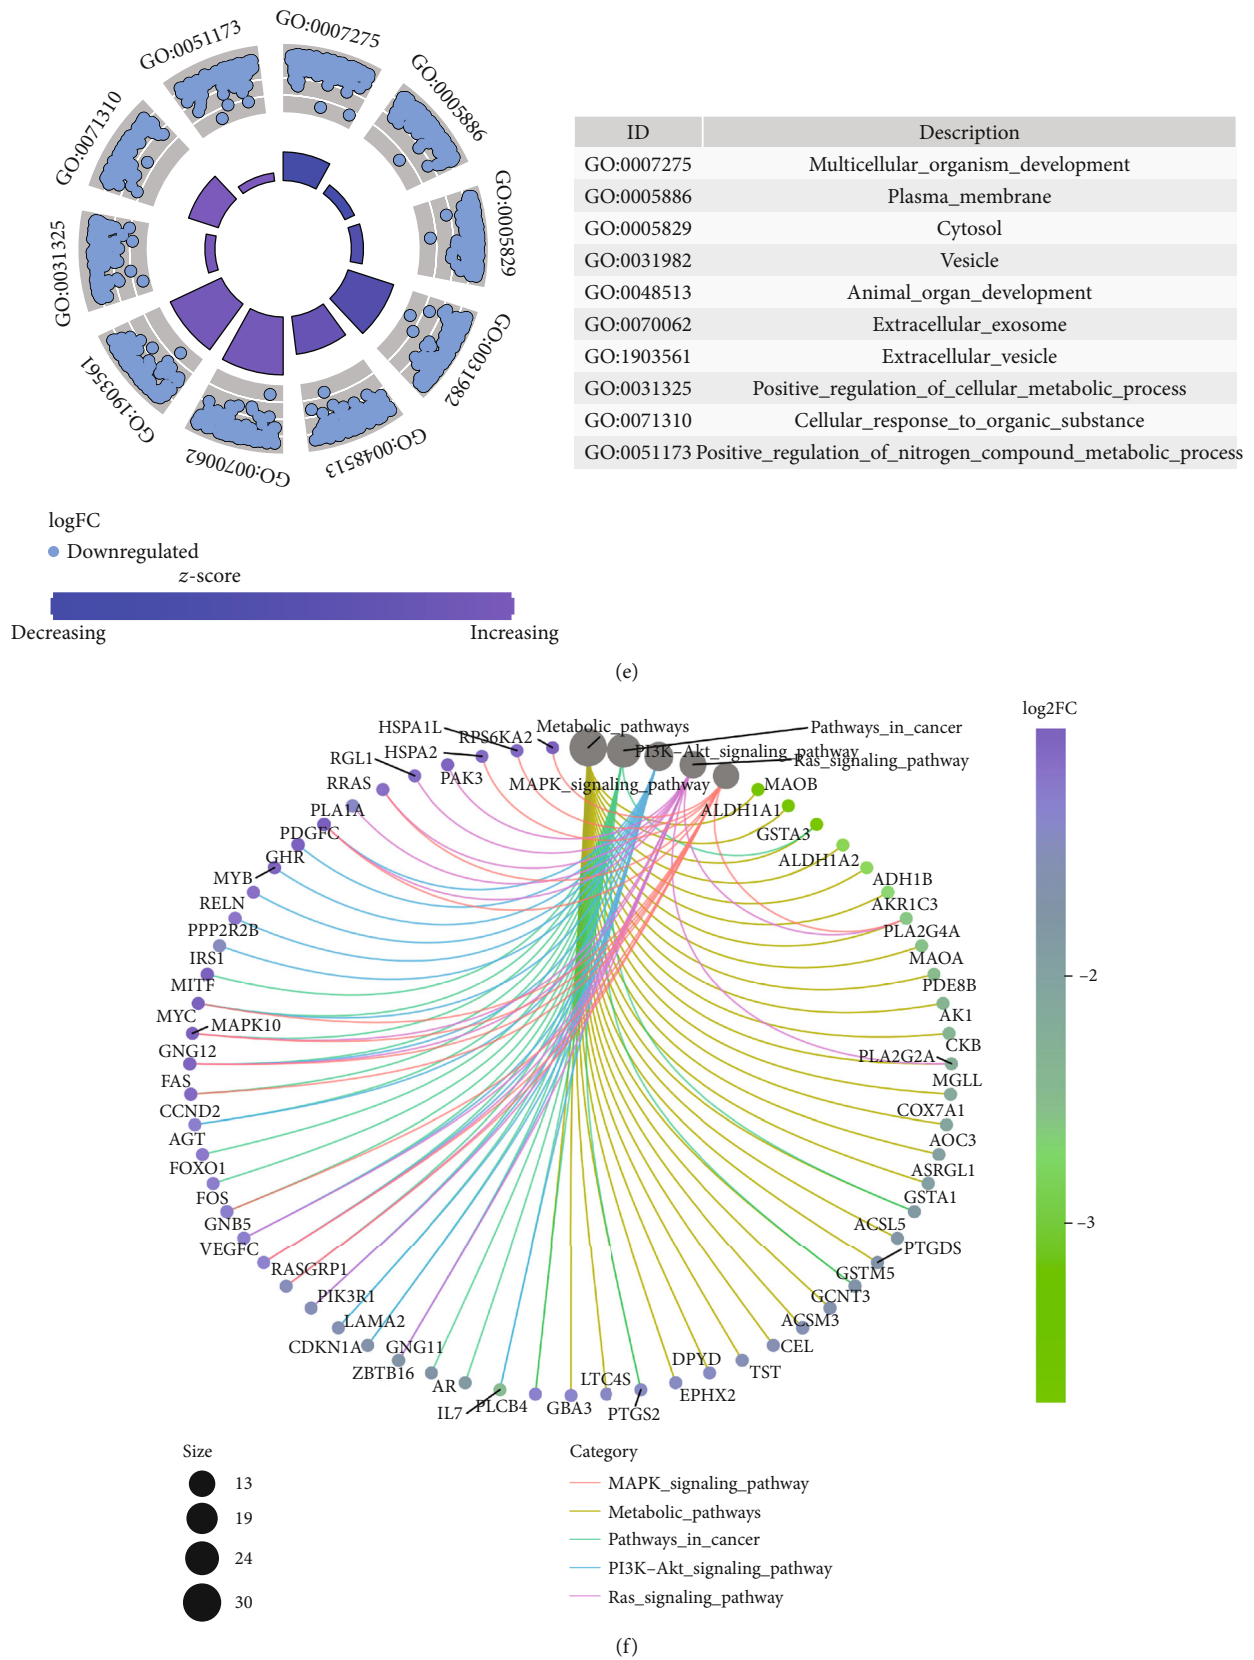 GO:0051173
GO:0007275
GO:0005886
GO:0005829
GO:0031982
GO:0048513
GO:0070062
GO:1903561
GO:0031325
GO:0071310
ID Description
GO:0007275 Multicellular_organism_development
GO:0005886 Plasma_membrane
GO:0005829 Cytosol
GO:0031982 Vesicle
GO:0048513 Animal_organ_development
GO:0070062 Extracellular_exosome
GO:1903561 Extracellular_vesicle
GO:0031325 Positive_regulation_of_cellular_metabolic_process
GO:0071310 Cellular_response_to_organic_substance
GO:0051173 Positive_regulation_of_nitrogen_compound_metabolic_process
logFC
Downregulated
z-score
Decreasing Increasing
(e)
log2FC
–2
–3
Metabolic_pathways
Pathways_in_cancer
PI3K–Akt_signaling_pathway
Ras_signaling_pathway
MAPK_signaling_pathway
MAOB
ALDH1A1
GSTA3
ALDH1A2
ADH1B
AKR1C3
PLA2G4A
MAOA
PDE8B
AK1
CKB
PLA2G2A
MGLL
COX7A1
AOC3
ASRGL1
GSTA1
ACSL5
PTGDS
GSTM5
GCNT3
ACSM3
CEL
TST
DPYD
EPHX2
PTGS2
LTC4S
GBA3
PLCB4
IL7
AR
ZBTB16
GNG11
CDKN1A
LAMA2
PIK3R1
RASGRP1
VEGFC
GNB5
FOS
FOXO1
AGT
CCND2
FAS
GNG12
MAPK10
MYC
MITF
IRS1
PPP2R2B
RELN
MYB
GHR
PDGFC
PLA1A
RRAS
RGL1
PAK3
HSPA2
HSPA1L
RPS6KA2
Size
13
19
24
30
Category
MAPK_signaling_pathway
Metabolic_pathways
Pathways_in_cancer
PI3K–Akt_signaling_pathway
Ras_signaling_pathway
(f)